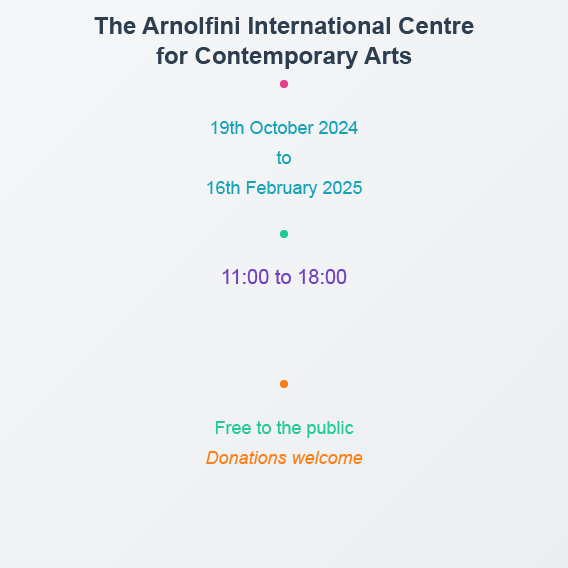 The Arnolfini International Centre
for Contemporary Arts
19th October 2024
to
16th February 2025
11:00 to 18:00
Free to the public
Donations welcome